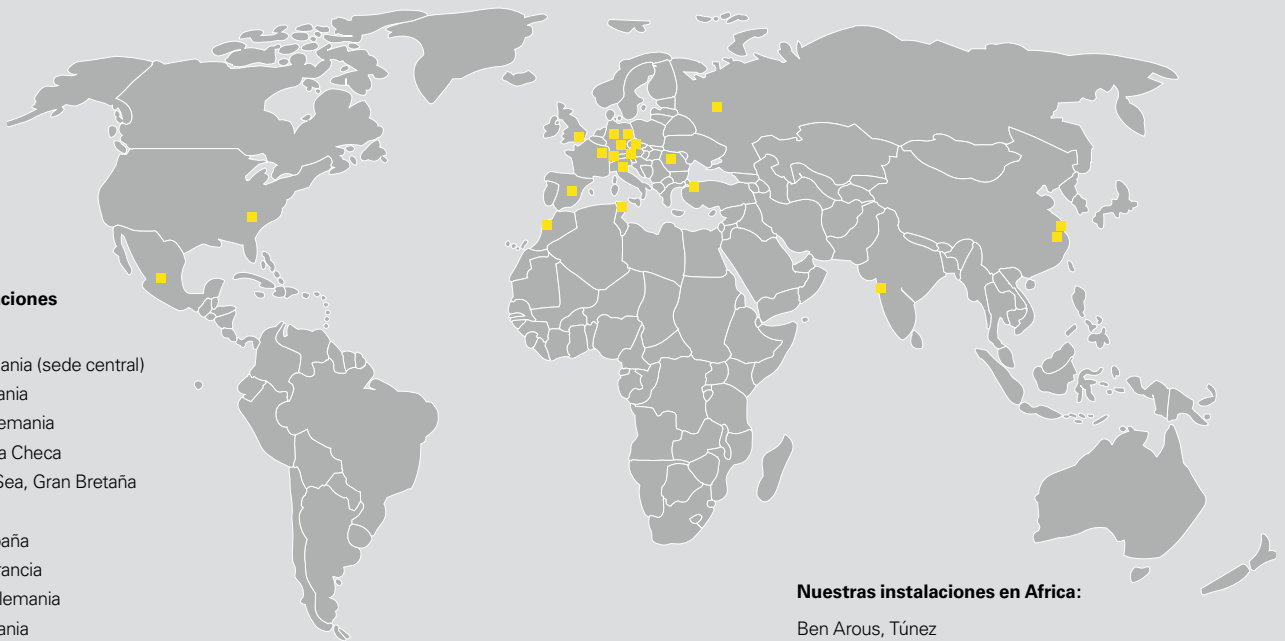 ciones
ania (sede central)
ania
emania
a Checa
Sea, Gran Bretaña
paña
rancia
lemania
ania
Nuestras instalaciones en Africa:
Ben Arous, Túnez